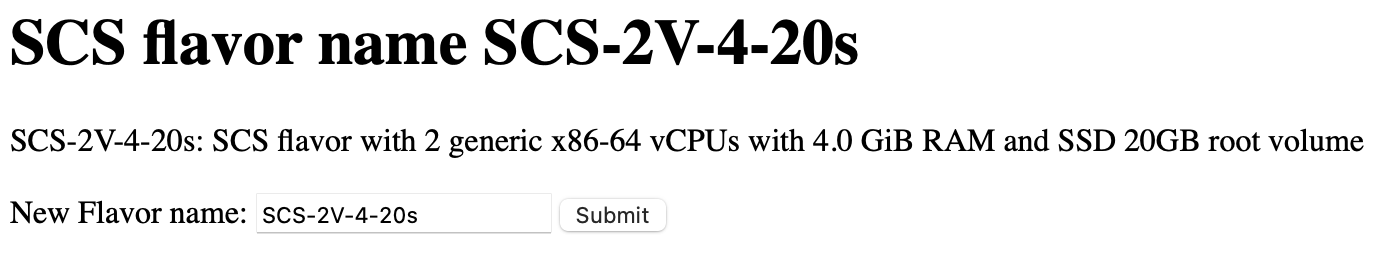 SCS flavor name SCS-2V-4-20s
SCS-2V-4-20s: SCS flavor with 2 generic x86-64 vCPUs with 4.0 GiB RAM and SSD 20GB root volume
New Flavor name: SCS-2V-4-20s Submit